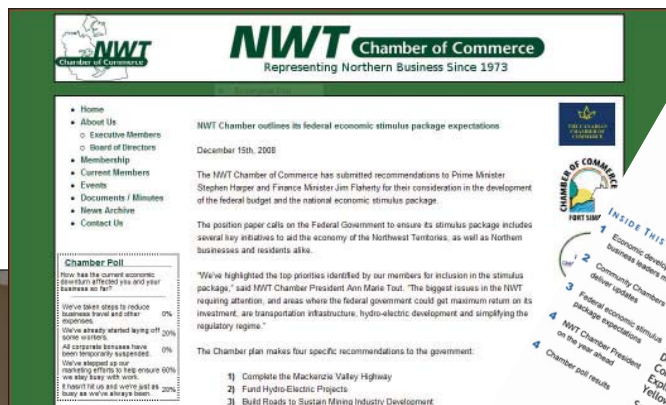 NWT
Chamber of Commerce
NWT Chamber of Commerce
Representing Northern Business Since 1973
• Home
• About Us
o Executive Members
o Board of Directors
• Membership
• Current Members
• Events
• Documents / Minutes
• News Archive
• Contact Us
Chamber Poll
How has the current economic
downturn affected you and your
business so far?
We've taken steps to reduce
business travel and other 0%
expenses.
We've already started laying off 20%
some workers.
All corporate bonuses have 0%
been temporarily suspended.
We've stepped up our
marketing efforts to help ensure 60%
we stay busy with work.
It hasn't hit us and we're just as 20%
busy as we've always been.
NWT Chamber outlines its federal economic stimulus package expectations
December 15th, 2008
The NWT Chamber of Commerce has submitted recommendations to Prime Minister
Stephen Harper and Finance Minister Jim Flaherty for their consideration in the development
of the federal budget and the national economic stimulus package.
The position paper calls on the Federal Government to ensure its stimulus package includes
several key initiatives to aid the economy of the Northwest Territories, as well as Northern
businesses and residents alike.
"We've highlighted the top priorities identified by our members for inclusion in the stimulus
package," said NWT Chamber President Ann Marie Tout. "The biggest issues in the NWT
requiring attention, and areas where the federal government could get maximum return on its
investment, are transportation infrastructure, hydro-electric development and simplifying the
regulatory regime."
The Chamber plan makes four specific recommendations to the government:
1) Complete the Mackenzie Valley Highway
2) Fund Hydro-Electric Projects
3) Build Roads to Sustain Mining Industry Development
THE CANADIAN
CHAMBER OF
COMMERCE
CHAMBER OF COMMERCE
FORT SIMP
INSIDE THIS
1 Economic develo
business leaders m
2 Community Chambers
deliver updates
3 Federal economic stimulus
package expectations
4 NWT Chamber President
on the year ahead
4 Chamber poll results